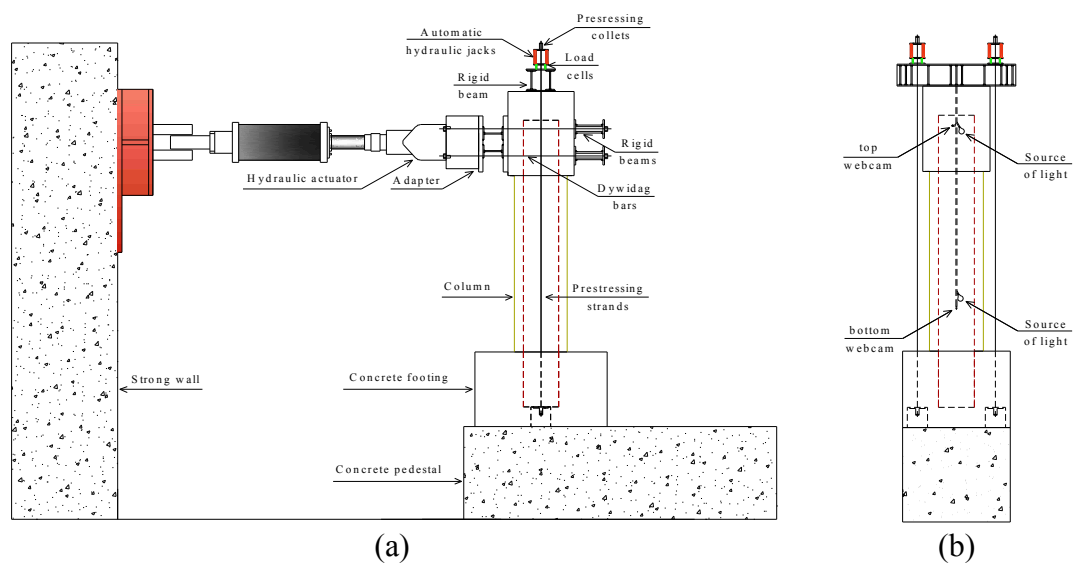 Presressing
collets
Automatic
hydraulic jacks
Load
cells
Rigid
beam
Rigid
beams
Hydraulic actuator
Adapter
Dywidag
bars
Column
Prestressing
strands
Concrete footing
Strong wall
Concrete pedestal
(a)
top
webcam
Source
of light
bottom
webcam
Source
of light
(b)